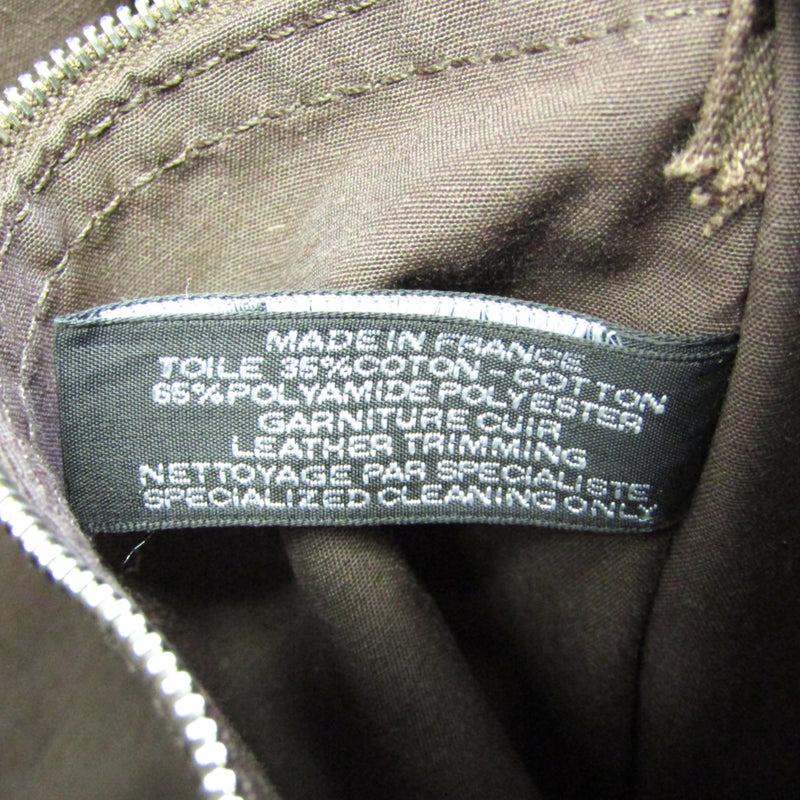 MADE IN FRANCE
TOILE 35% COTON - COTTON
65% POLYAMIDE POLYESTER
GARNITURE CUIR
LEATHER TRIMMING
NETTOYAGE PAR SPECIALISTE
SPECIALIZED CLEANING ONLY